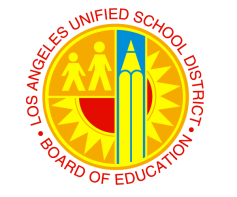 LOS ANGELES UNIFIED SCHOOL DISTRICT
• BOARD OF EDUCATION •